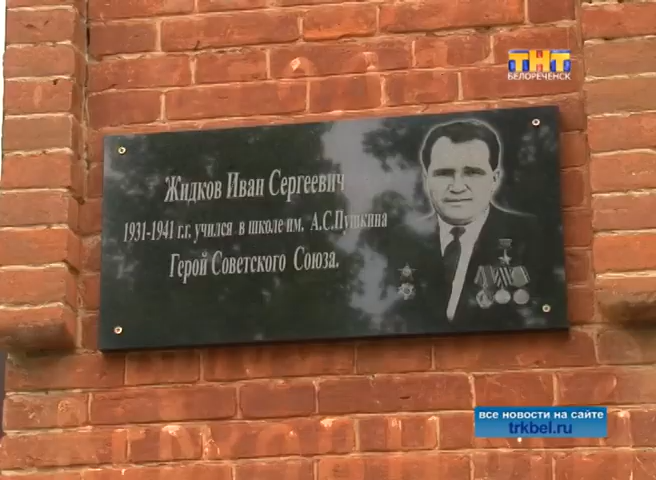 ТНТ
БЕЛОРЕЧЕНСК
Жидков Иван Сергеевич
1931-1941 г.г. учился в школе им. А.С.Пушкина
Герой Советского Союза.
все новости на сайте
trkbel.ru